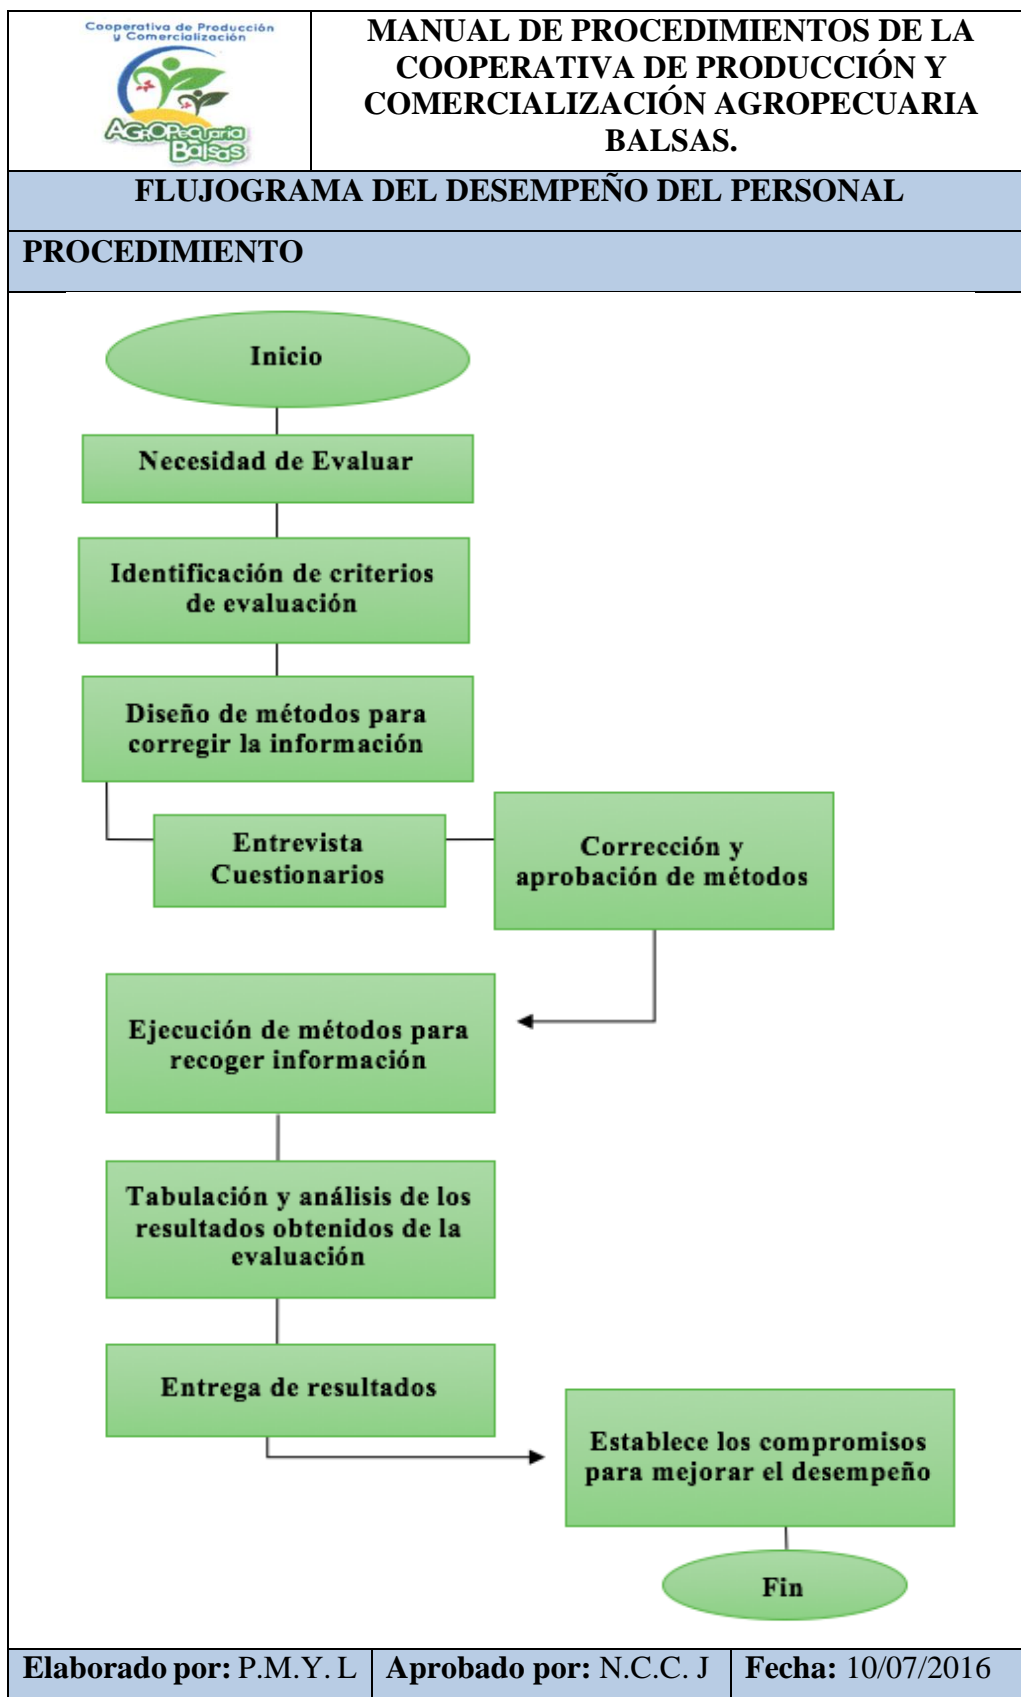 Cooperativa de Producción
y Comercialización
AGROPecuaria
Balsas
MANUAL DE PROCEDIMIENTOS DE LA
COOPERATIVA DE PRODUCCIÓN Y
COMERCIALIZACIÓN AGROPECUARIA
BALSAS.
FLUJOGRAMA DEL DESEMPEÑO DEL PERSONAL
PROCEDIMIENTO
Inicio
Necesidad de Evaluar
Identificación de criterios
de evaluación
Diseño de métodos para
corregir la información
Entrevista
Cuestionarios
Corrección y
aprobación de métodos
Ejecución de métodos para
recoger información
Tabulación y análisis de los
resultados obtenidos de la
evaluación
Entrega de resultados
Establece los compromisos
para mejorar el desempeño
Fin
Elaborado por: P.M.Y. L
Aprobado por: N.C.C. J
Fecha: 10/07/2016